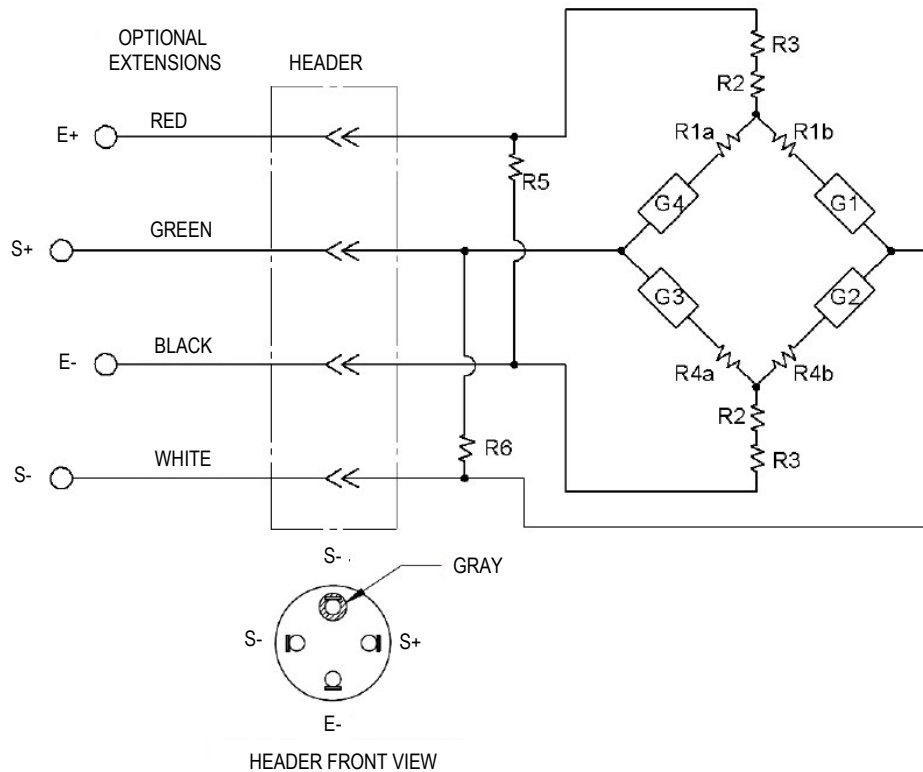 OPTIONAL
EXTENSIONS
HEADER
R3
R2
E+
RED
R1a
R1b
R5
G4
G1
S+
GREEN
G3
G2
E-
BLACK
R4a
R4b
R2
R6
R3
S-
WHITE
S-
GRAY
S-
S+
E-
HEADER FRONT VIEW